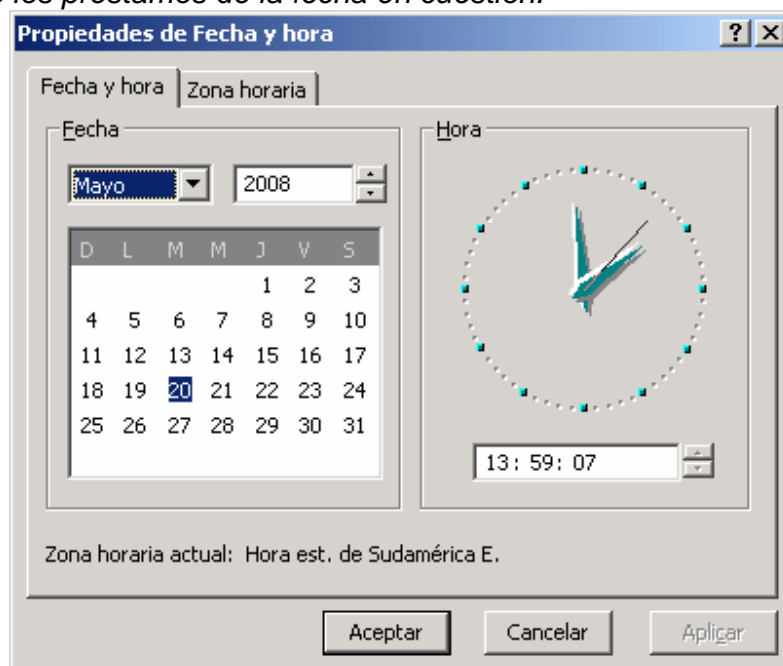 los préstamos de la fecha en cuestión.
Propiedades de Fecha y hora
Fecha y hora Zona horaria
Fecha
Mayo 2008
D L M M J V S
1 2 3
4 5 6 7 8 9 10
11 12 13 14 15 16 17
18 19 20 21 22 23 24
25 26 27 28 29 30 31
Hora
13: 59: 07
Zona horaria actual: Hora est. de Sudamérica E.
Aceptar Cancelar Aplicar